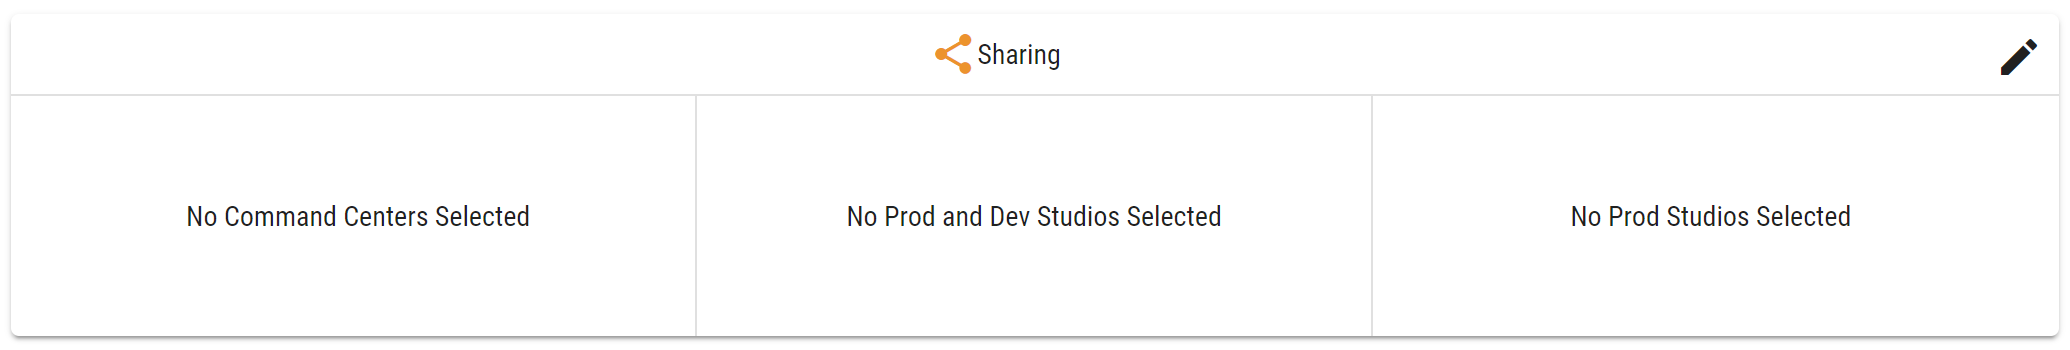 Sharing
No Command Centers Selected
No Prod and Dev Studios Selected
No Prod Studios Selected